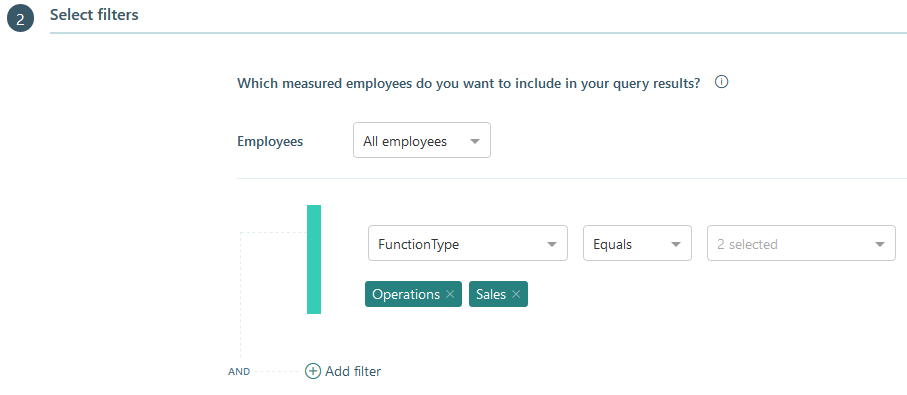 2 Select filters
Which measured employees do you want to include in your query results?
Employees All employees
FunctionType Equals 2 selected
Operations × Sales ×
AND Add filter